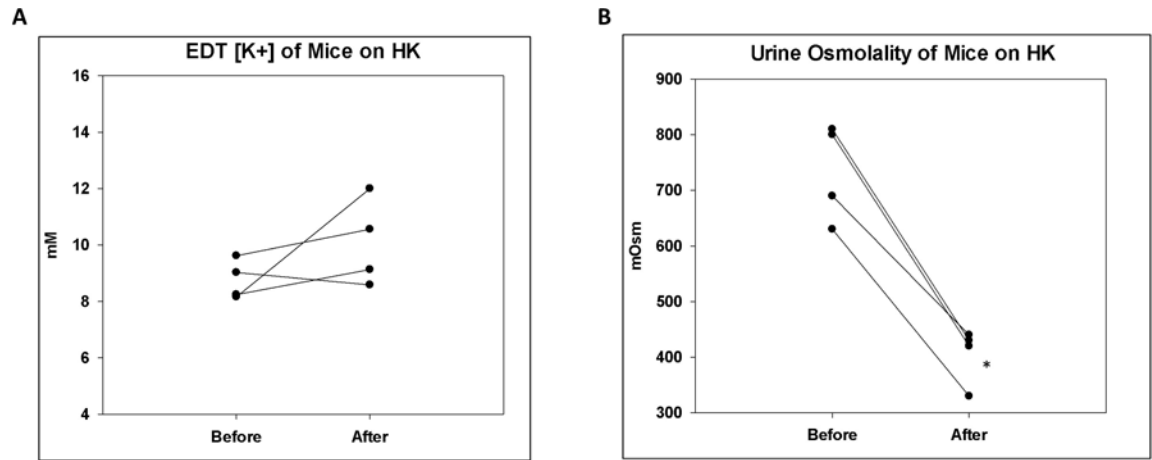 A
EDT [K+] of Mice on HK
16
14
12
10
8
6
4
mM
Before After
B
Urine Osmolality of Mice on HK
900
800
700
600
500
400
300
mOsm
*
Before After